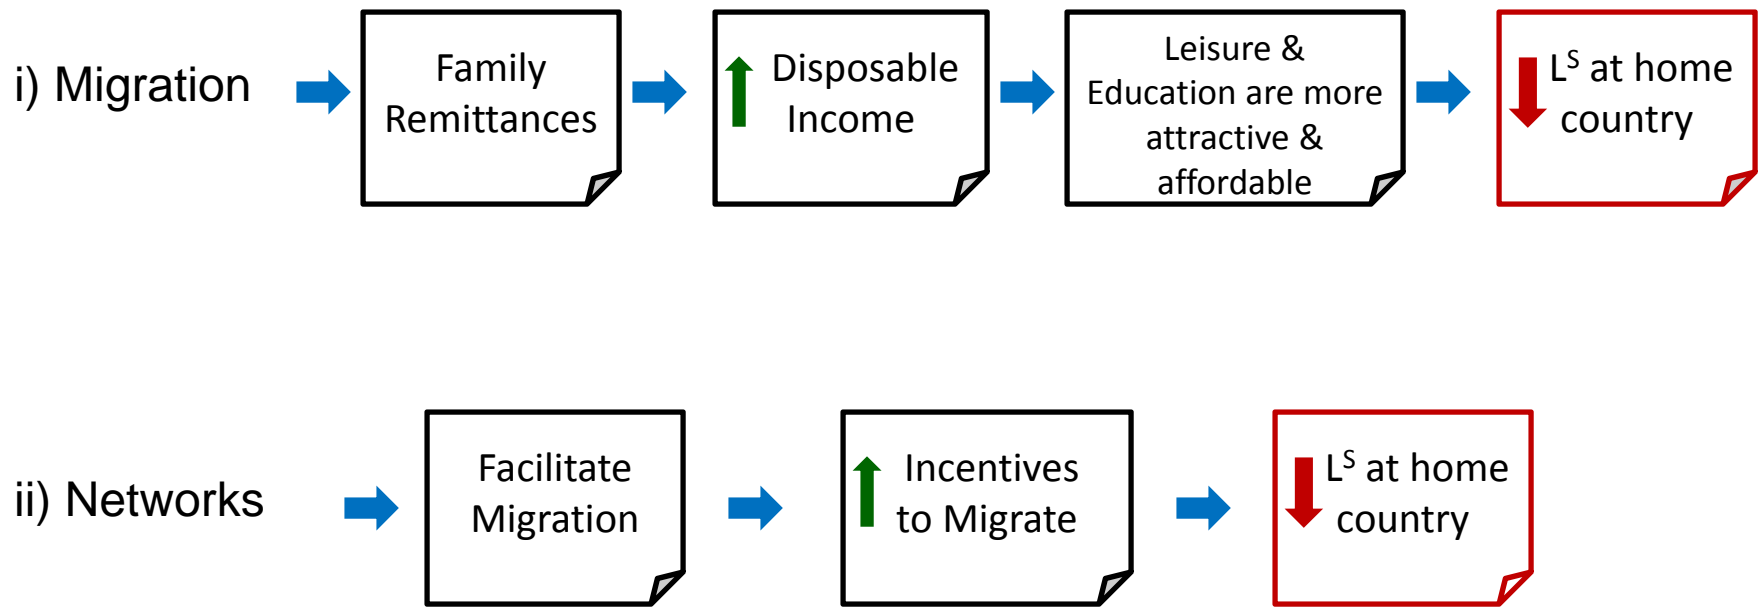 i) Migration
Family
Remittances
Disposable
Income
Leisure &
Education are more
attractive &
affordable
Lˢ at home
country
ii) Networks
Facilitate
Migration
Incentives
to Migrate
Lˢ at home
country